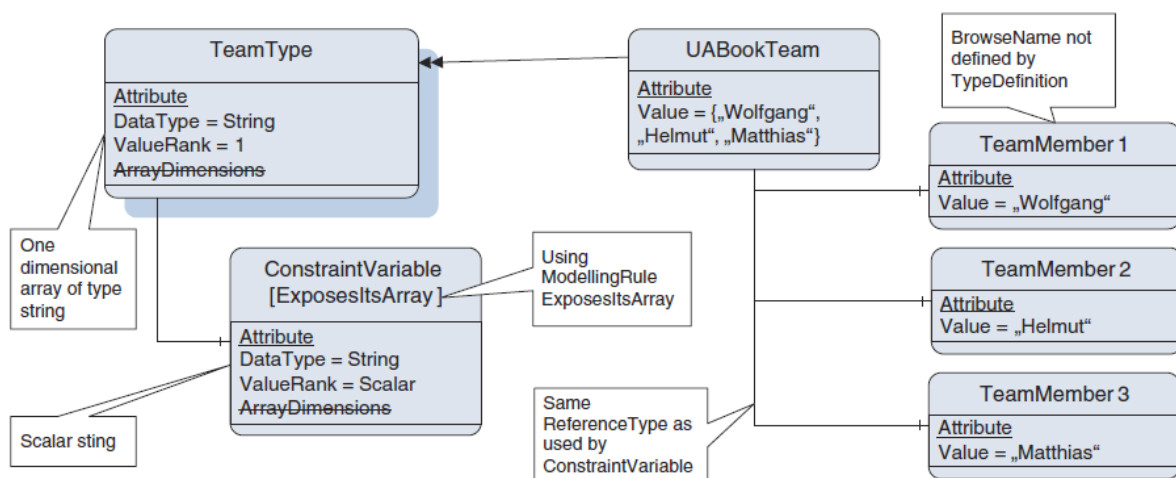 TeamType
Attribute
DataType = String
ValueRank = 1
ArrayDimensions
One
dimensional
array of type
string
ConstraintVariable
[ExposesItsArray]
Attribute
DataType = String
ValueRank = Scalar
ArrayDimensions
Scalar sting
Using
ModellingRule
ExposesItsArray
UABookTeam
Attribute
Value = {„Wolfgang“,
„Helmut“, „Matthias“}
BrowseName not
defined by
TypeDefinition
TeamMember 1
Attribute
Value = „Wolfgang“
TeamMember 2
Attribute
Value = „Helmut“
TeamMember 3
Attribute
Value = „Matthias“
Same
ReferenceType as
used by
ConstraintVariable